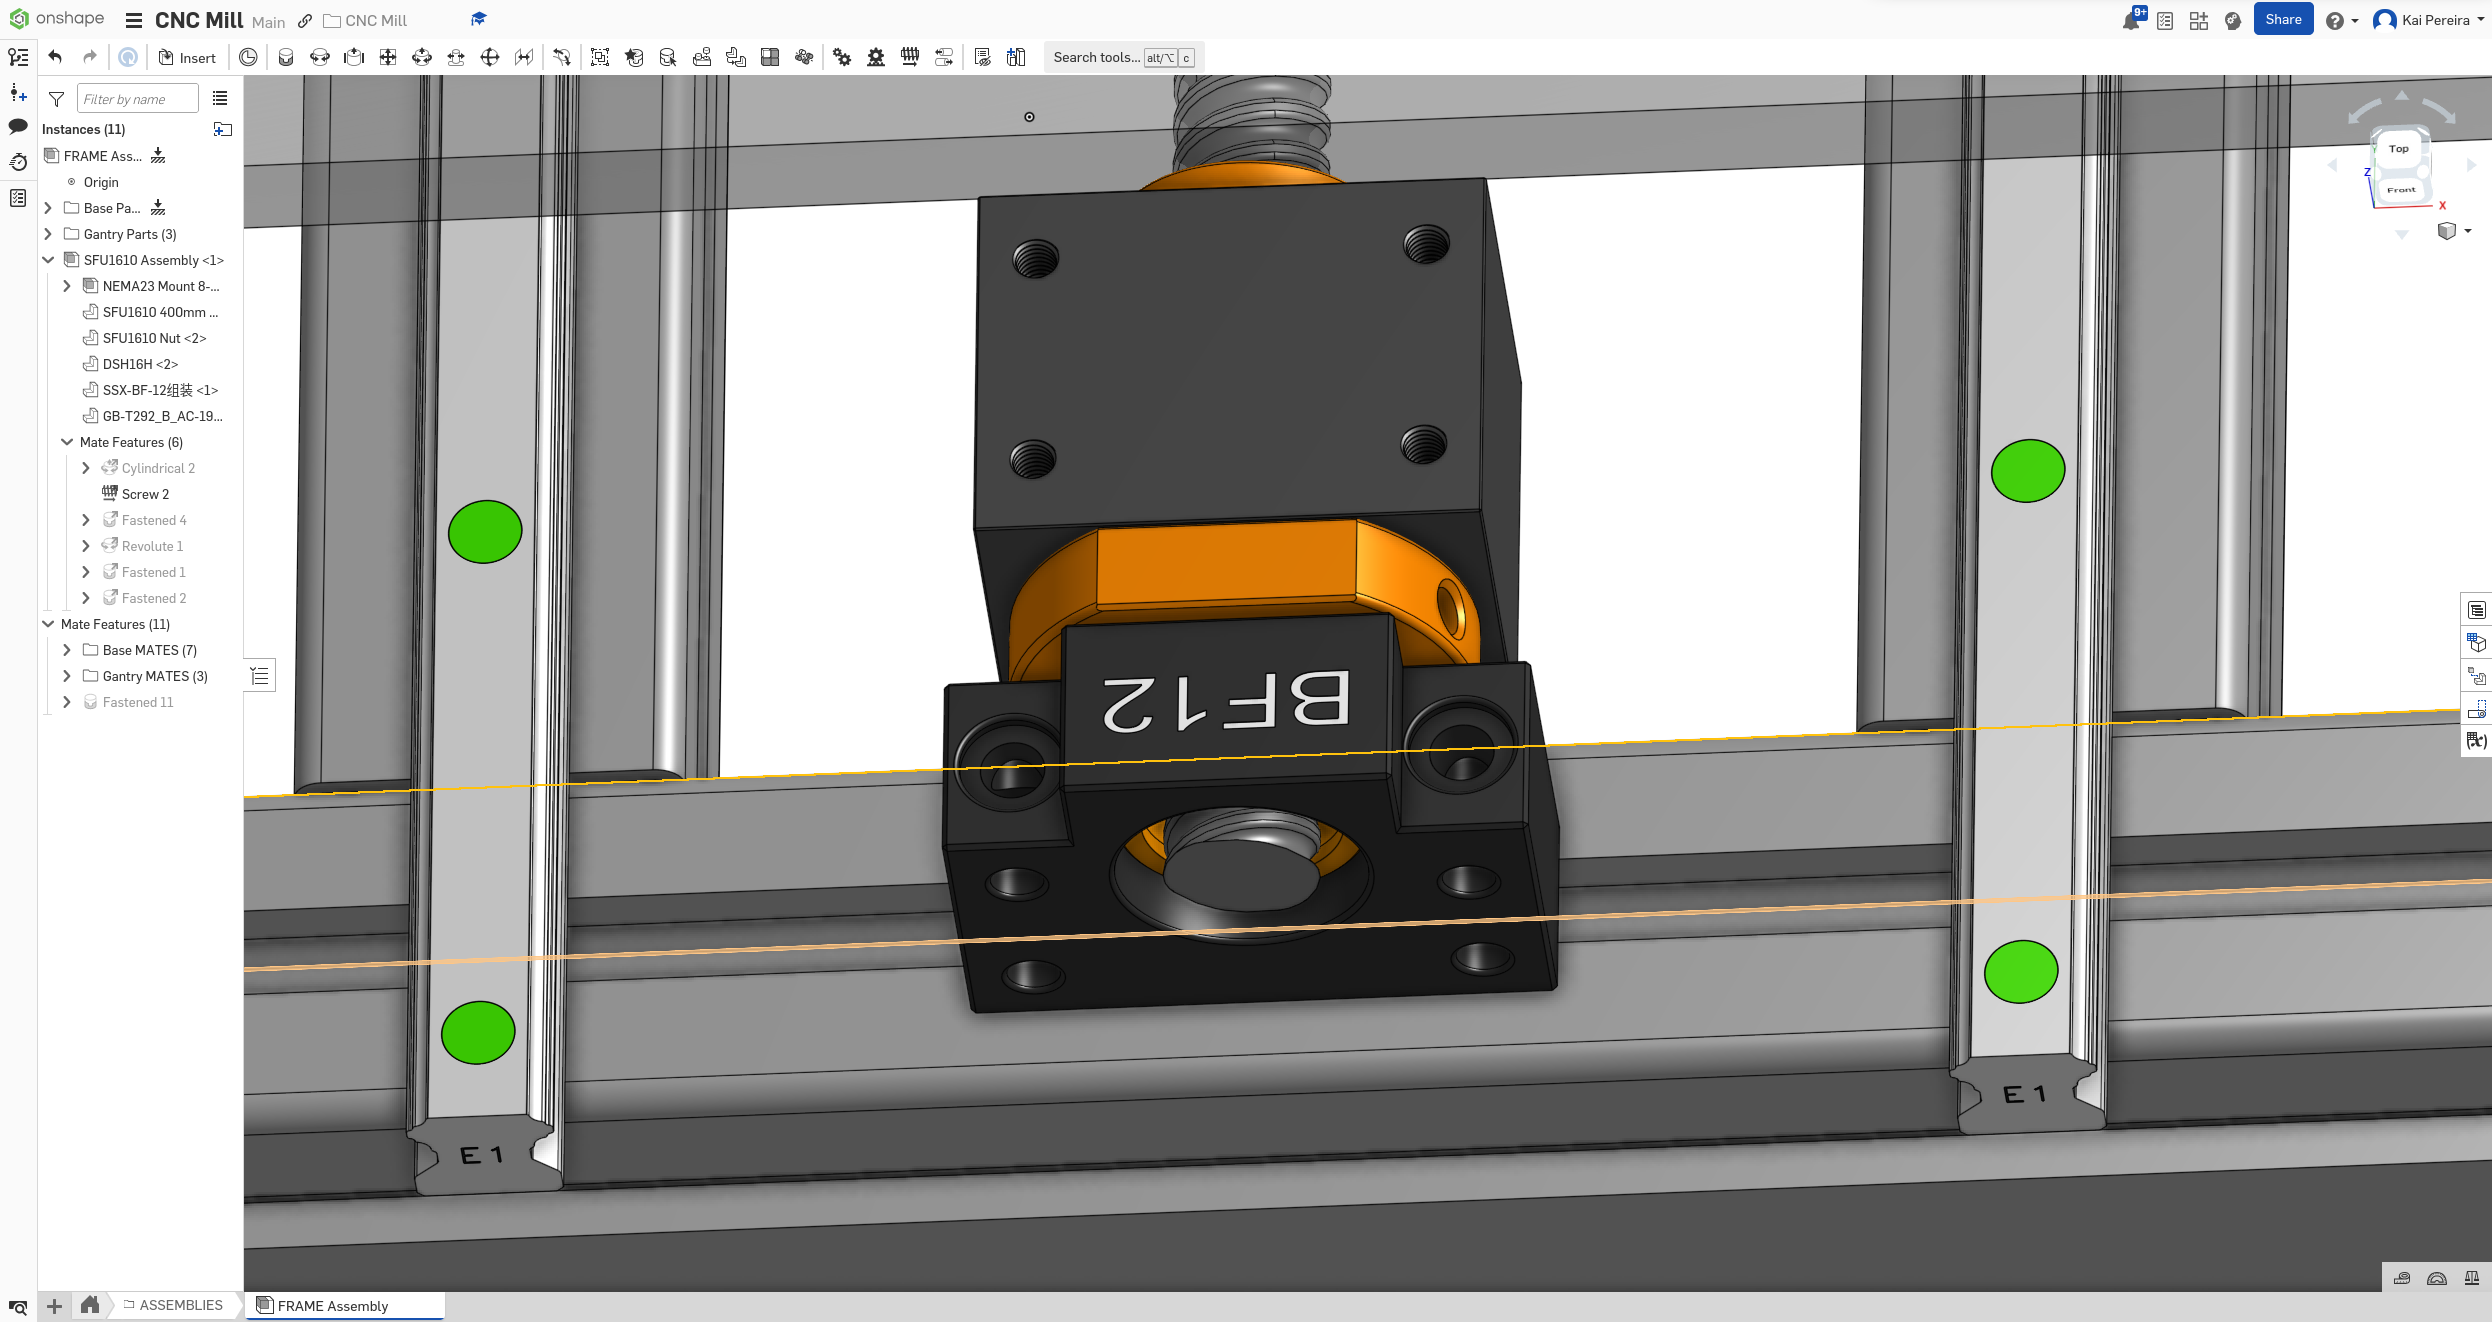 onshape CNC Mill Main CNC Mill 9+ Share Kai Pereira
Insert Search tools... alt/⌥ c
Filter by name
Instances (11)
FRAME Ass...
Origin
Base Pa...
Gantry Parts (3)
SFU1610 Assembly <1>
NEMA23 Mount 8-...
SFU1610 400mm ...
SFU1610 Nut <2>
DSH16H <2>
SSX-BF-12组装 <1>
GB-T292_B_AC-19...
Mate Features (6)
Cylindrical 2
Screw 2
Fastened 4
Revolute 1
Fastened 1
Fastened 2
Mate Features (11)
Base MATES (7)
Gantry MATES (3)
Fastened 11
Top
Front
Z
X
BF12
E 1
E 1
(x)
ASSEMBLIES FRAME Assembly